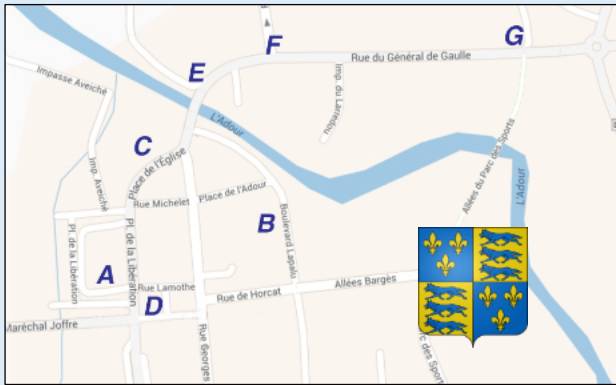 G
F
Rue du Général de Gaulle
E
Impasse Aveiché
Imp. du Larredou
L'Adour
C
Place de l'Église
Imp. Aveiché
Allées du Parc des Sports
L'Adour
Place de l'Adour
Rue Michelet
B
Boulevard Lapalu
Pl. de la Libération
Pl. de la Libération
A
Rue Lamothe
Allées Bargès
Rue de Horcat
D
Maréchal Joffre
Rue Georges
c des Sports